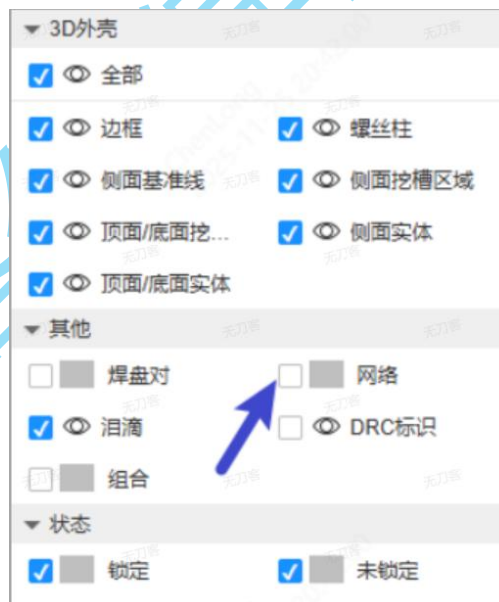 3D外壳
全部
边框 螺丝柱
侧面基准线 侧面挖槽区域
顶面/底面挖... 侧面实体
顶面/底面实体
其他
焊盘对 网络
泪滴 DRC标识
组合
状态
锁定 未锁定